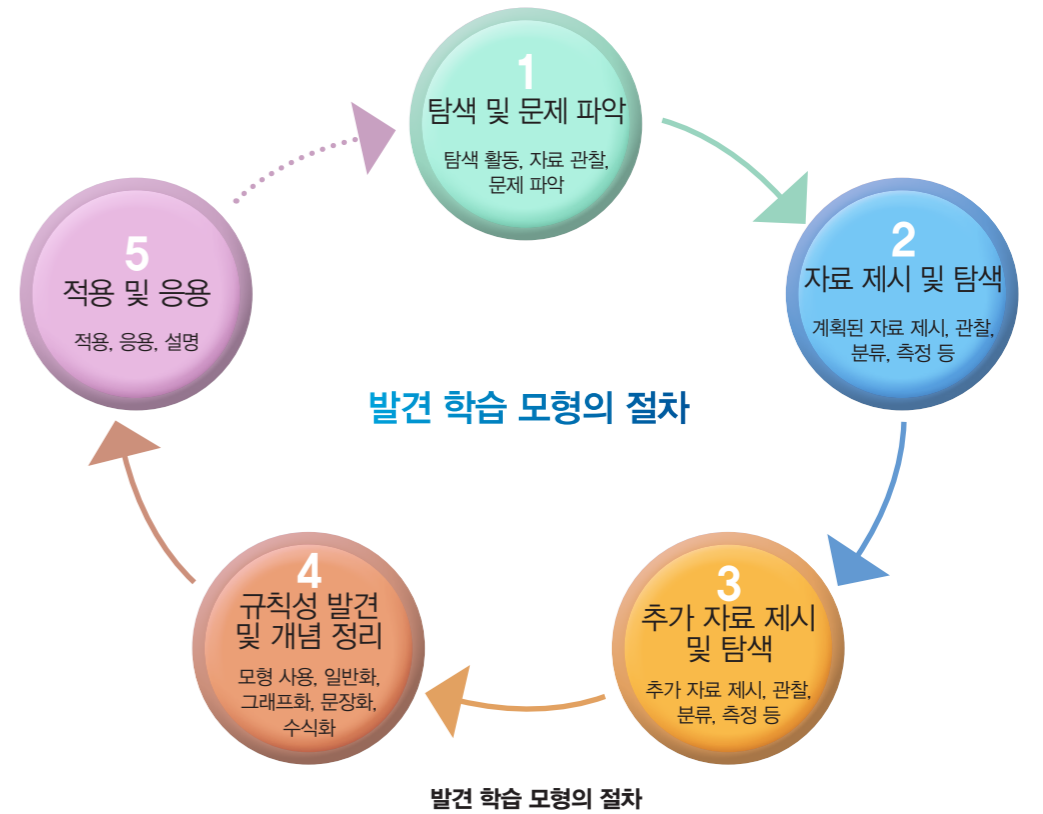 1
탐색 및 문제 파악
탐색 활동, 자료 관찰,
문제 파악
2
자료 제시 및 탐색
계획된 자료 제시, 관찰,
분류, 측정 등
3
추가 자료 제시
및 탐색
추가 자료 제시, 관찰,
분류, 측정 등
4
규칙성 발견
및 개념 정리
모형 사용, 일반화,
그래프화, 문장화,
수식화
5
적용 및 응용
적용, 응용, 설명
발견 학습 모형의 절차
발견 학습 모형의 절차